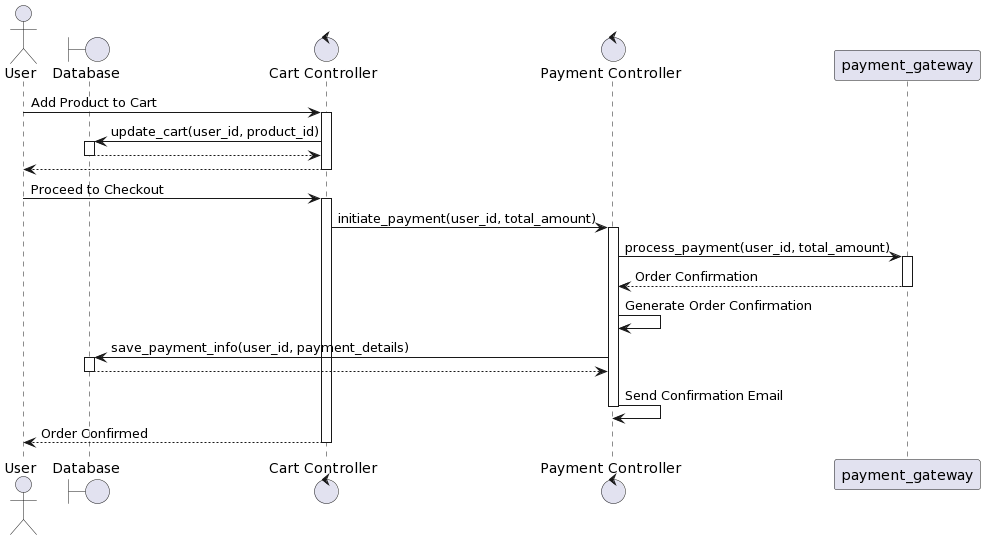 User
Database
Cart Controller
Payment Controller
payment_gateway
Add Product to Cart
update_cart(user_id, product_id)
Proceed to Checkout
initiate_payment(user_id, total_amount)
process_payment(user_id, total_amount)
Order Confirmation
Generate Order Confirmation
save_payment_info(user_id, payment_details)
Send Confirmation Email
Order Confirmed
User
Database
Cart Controller
Payment Controller
payment_gateway